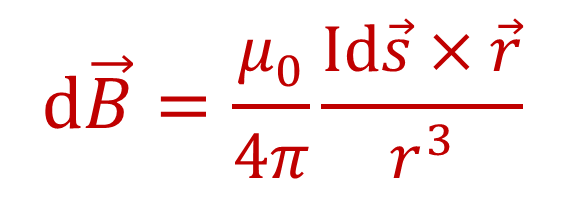 dB⃗ = μ₀/4π Ids⃗ × r⃗/r³